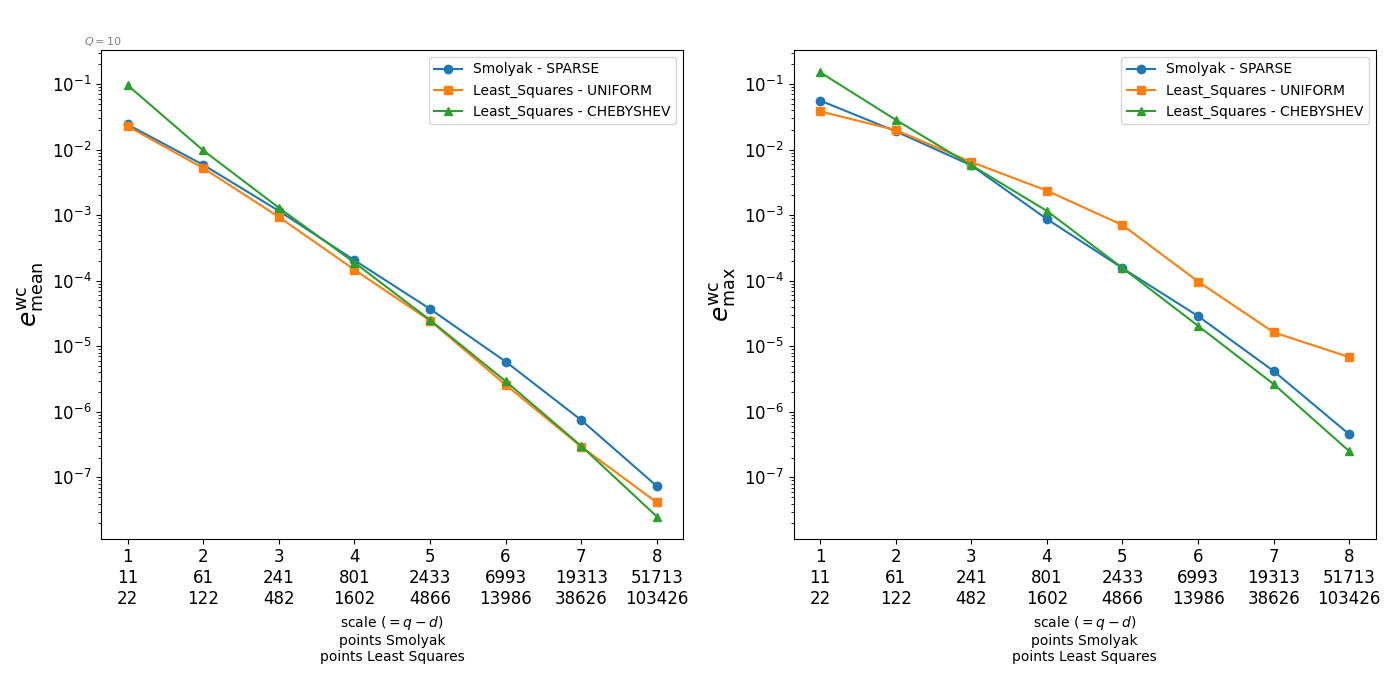 Q = 10
Smolyak - SPARSE
Least_Squares - UNIFORM
Least_Squares - CHEBYSHEV
10^{-1}
10^{-2}
10^{-3}
10^{-4}
10^{-5}
10^{-6}
10^{-7}
e^{wc}_{mean}
1 2 3 4 5 6 7 8
11 61 241 801 2433 6993 19313 51713
22 122 482 1602 4866 13986 38626 103426
scale (= q − d)
points Smolyak
points Least Squares
Smolyak - SPARSE
Least_Squares - UNIFORM
Least_Squares - CHEBYSHEV
10^{-1}
10^{-2}
10^{-3}
10^{-4}
10^{-5}
10^{-6}
10^{-7}
e^{wc}_{max}
1 2 3 4 5 6 7 8
11 61 241 801 2433 6993 19313 51713
22 122 482 1602 4866 13986 38626 103426
scale (= q − d)
points Smolyak
points Least Squares